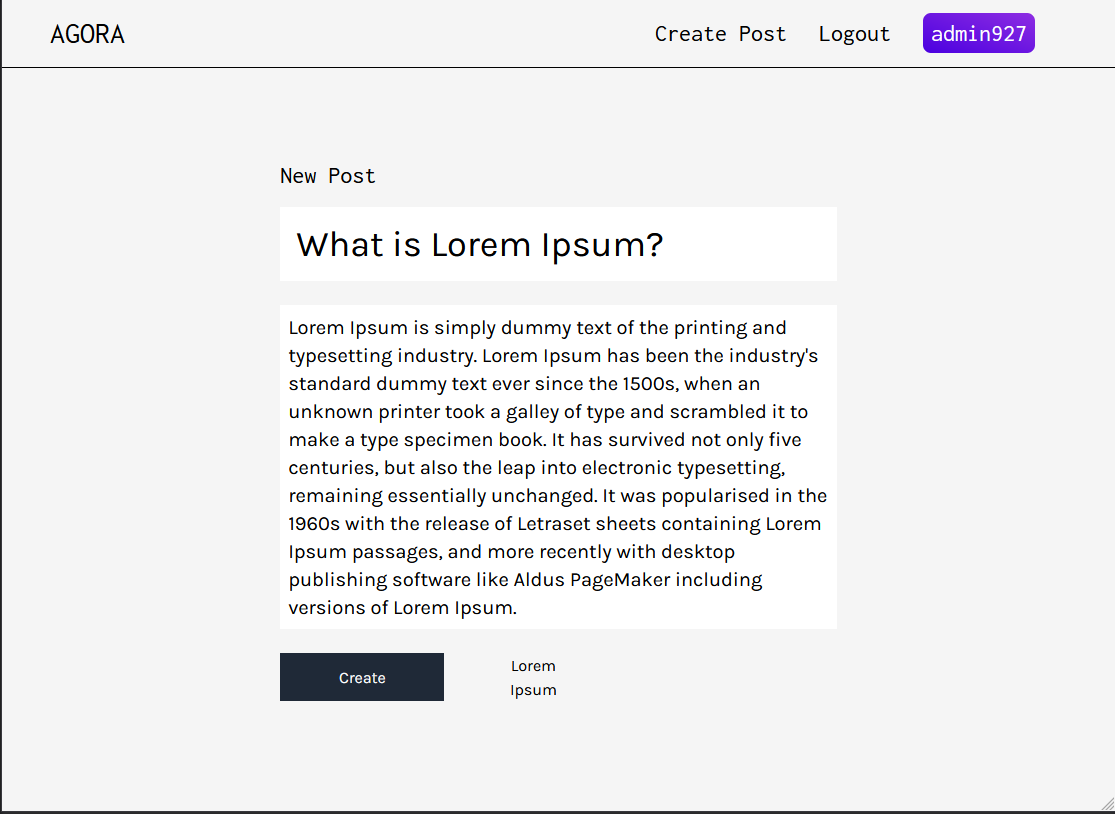 AGORA
Create Post
Logout
admin927
New Post
What is Lorem Ipsum?
Lorem Ipsum is simply dummy text of the printing and
typesetting industry. Lorem Ipsum has been the industry's
standard dummy text ever since the 1500s, when an
unknown printer took a galley of type and scrambled it to
make a type specimen book. It has survived not only five
centuries, but also the leap into electronic typesetting,
remaining essentially unchanged. It was popularised in the
1960s with the release of Letraset sheets containing Lorem
Ipsum passages, and more recently with desktop
publishing software like Aldus PageMaker including
versions of Lorem Ipsum.
Create
Lorem
Ipsum